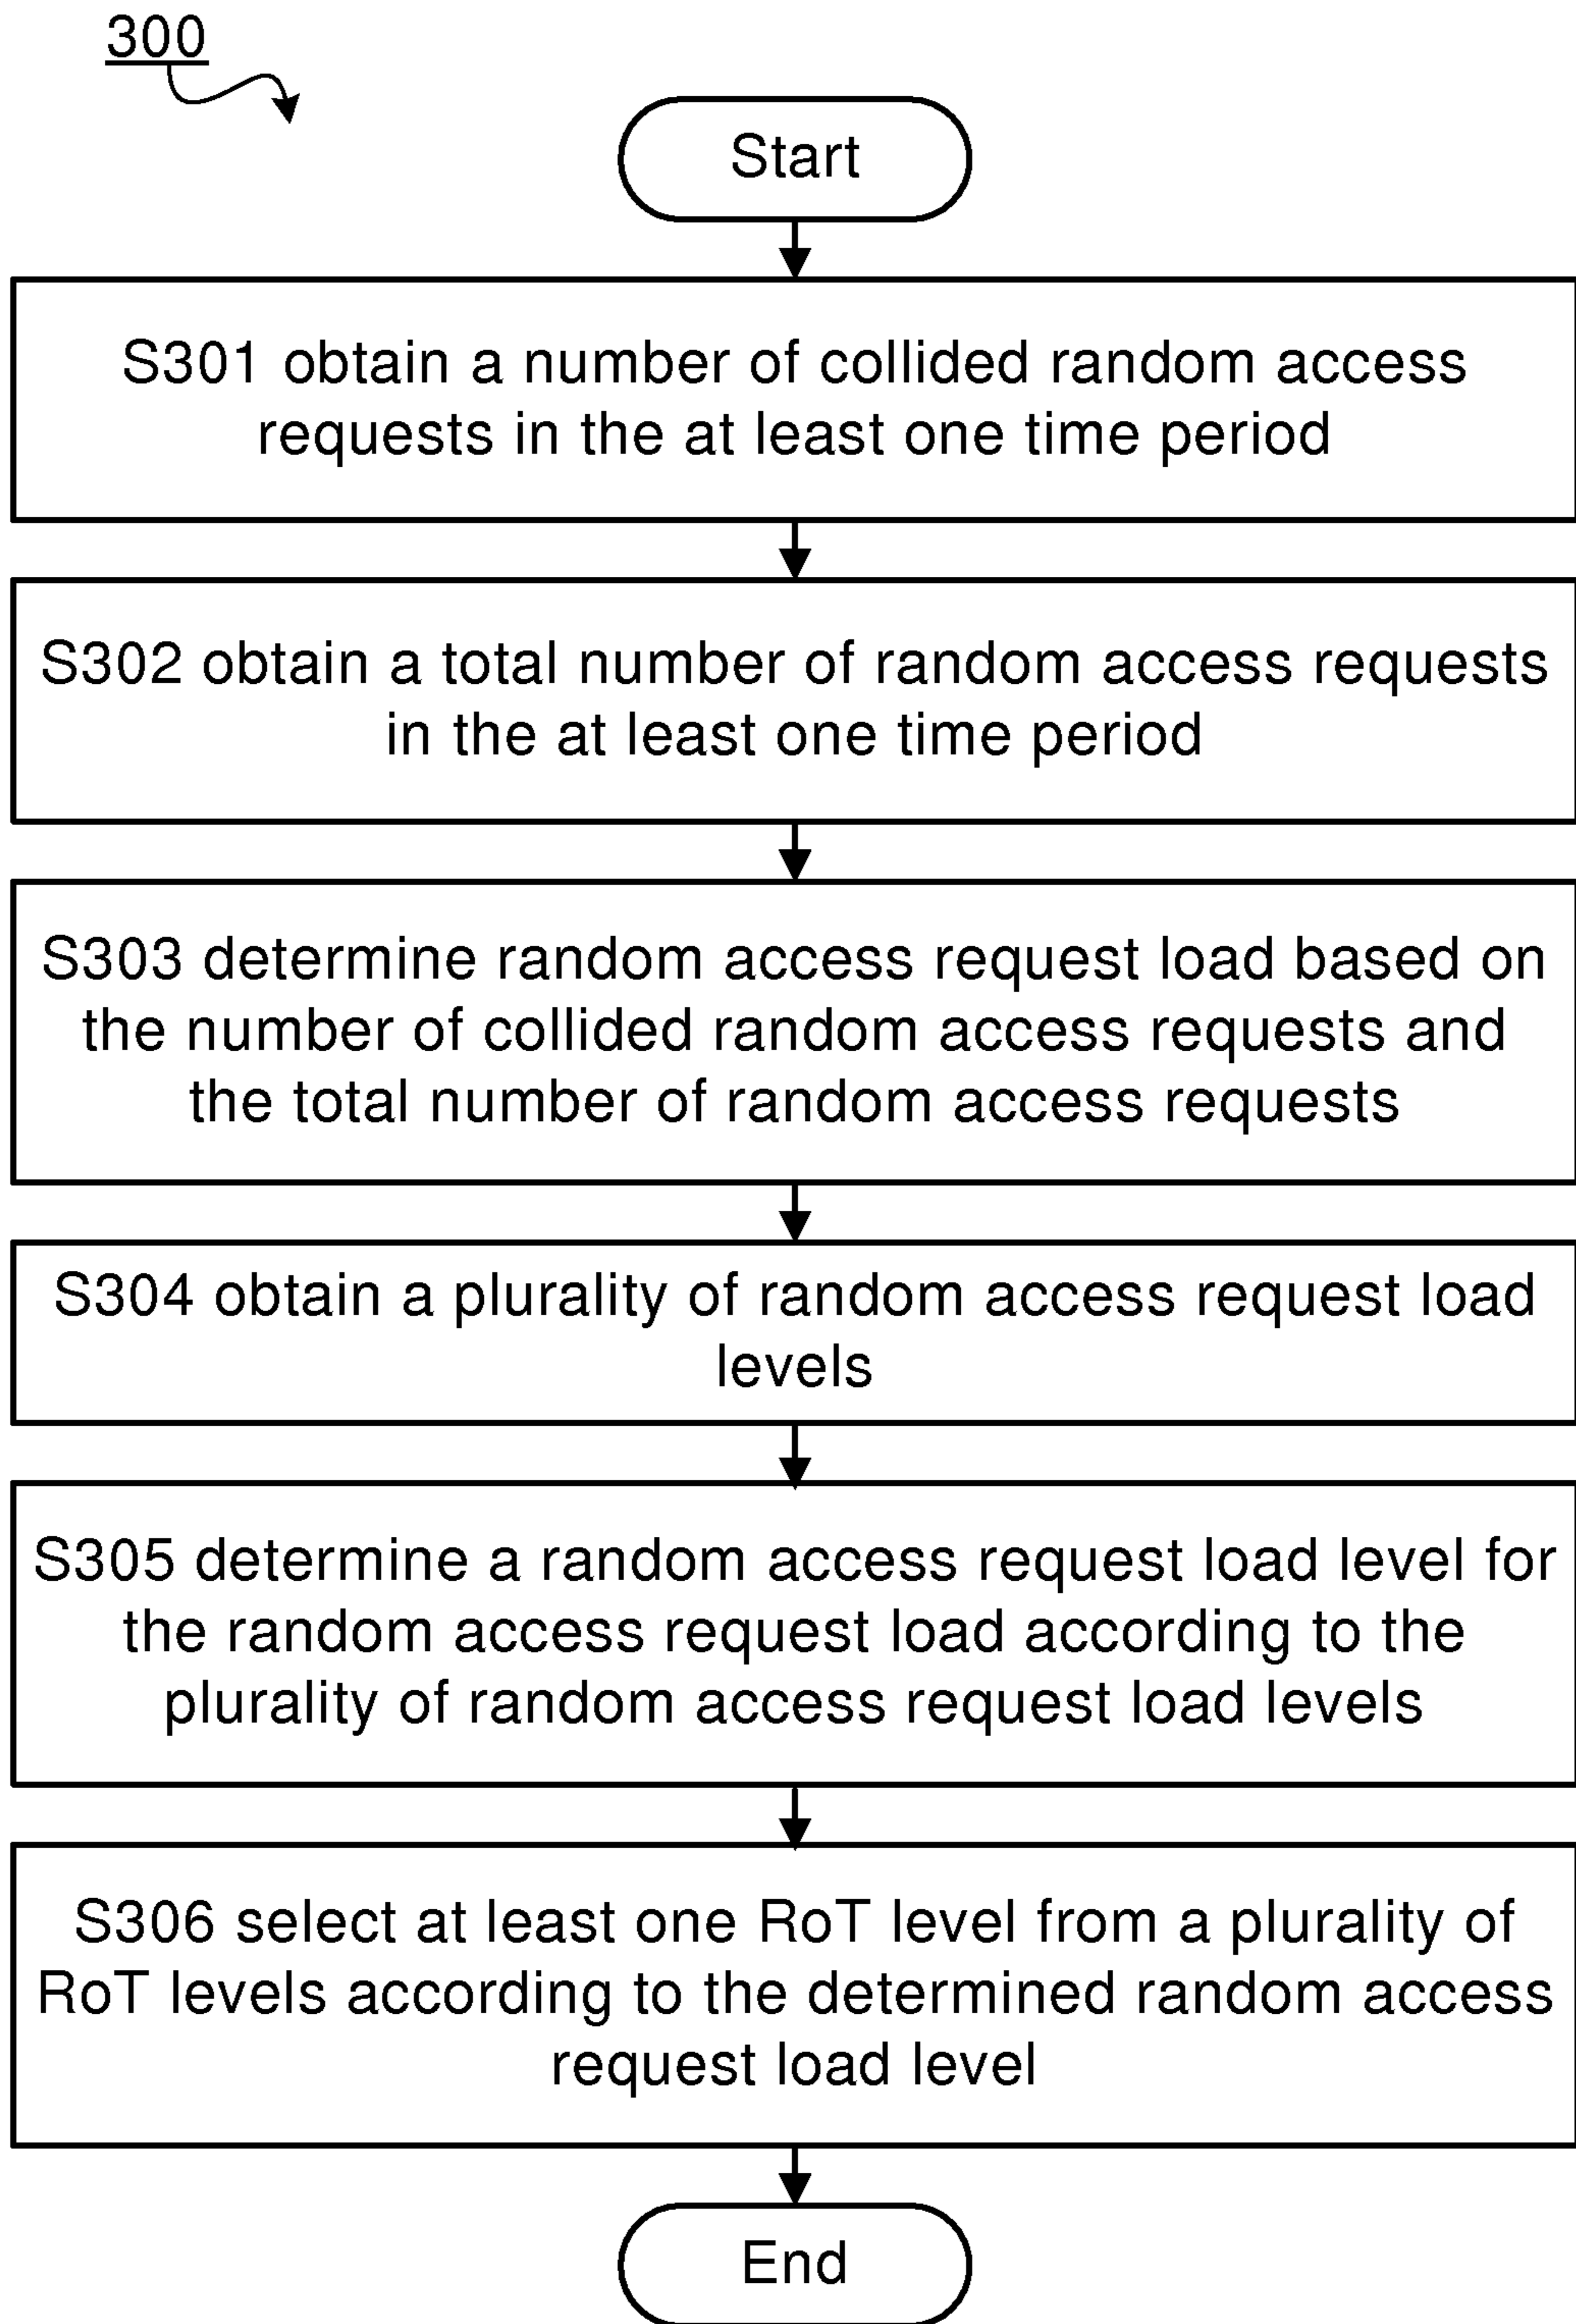 300
Start
S301 obtain a number of collided random access
requests in the at least one time period
S302 obtain a total number of random access requests
in the at least one time period
S303 determine random access request load based on
the number of collided random access requests and
the total number of random access requests
S304 obtain a plurality of random access request load
levels
S305 determine a random access request load level for
the random access request load according to the
plurality of random access request load levels
S306 select at least one RoT level from a plurality of
RoT levels according to the determined random access
request load level
End